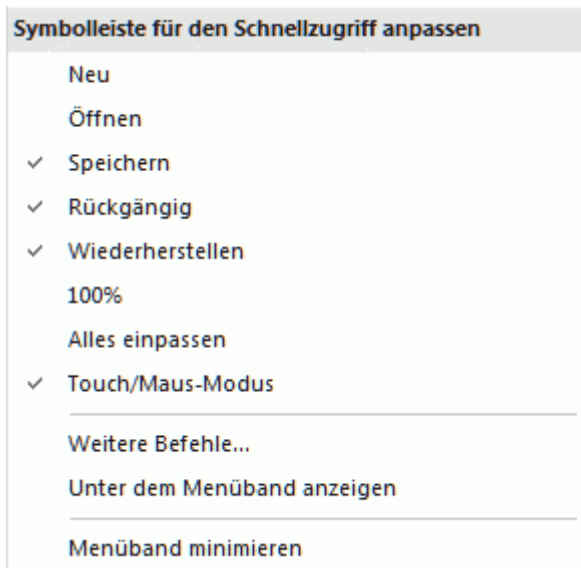 Symbolleiste für den Schnellzugriff anpassen
Neu
Öffnen
Speichern
Rückgängig
Wiederherstellen
100%
Alles einpassen
Touch/Maus-Modus
Weitere Befehle...
Unter dem Menüband anzeigen
Menüband minimieren